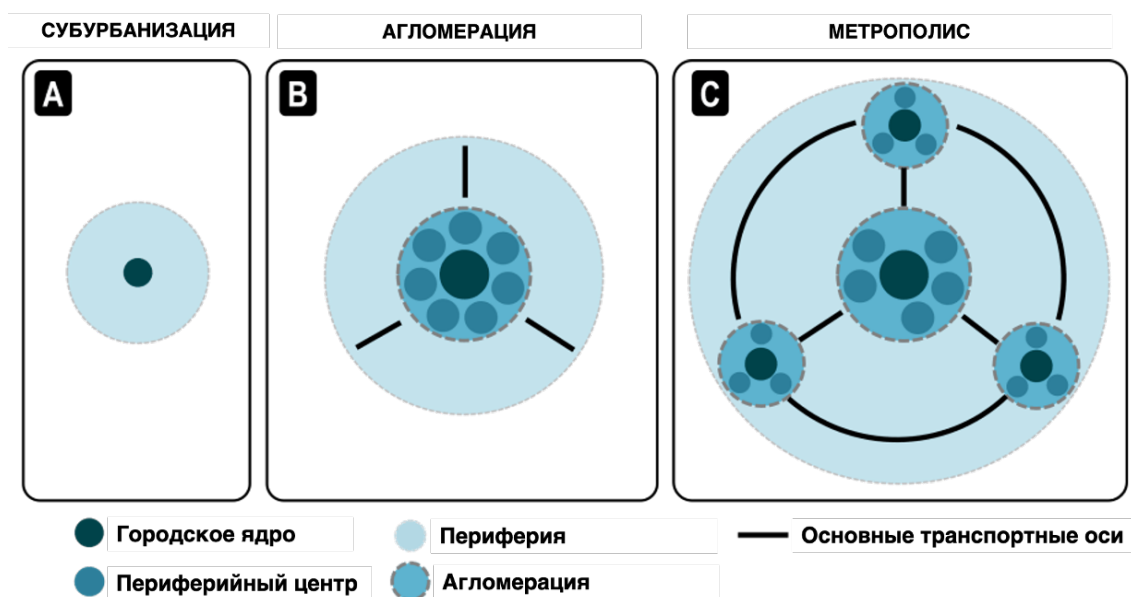 СУБУРБАНИЗАЦИЯ
АГЛОМЕРАЦИЯ
МЕТРОПОЛИС
A
B
C
Городское ядро
Периферия
Основные транспортные оси
Периферийный центр
Агломерация